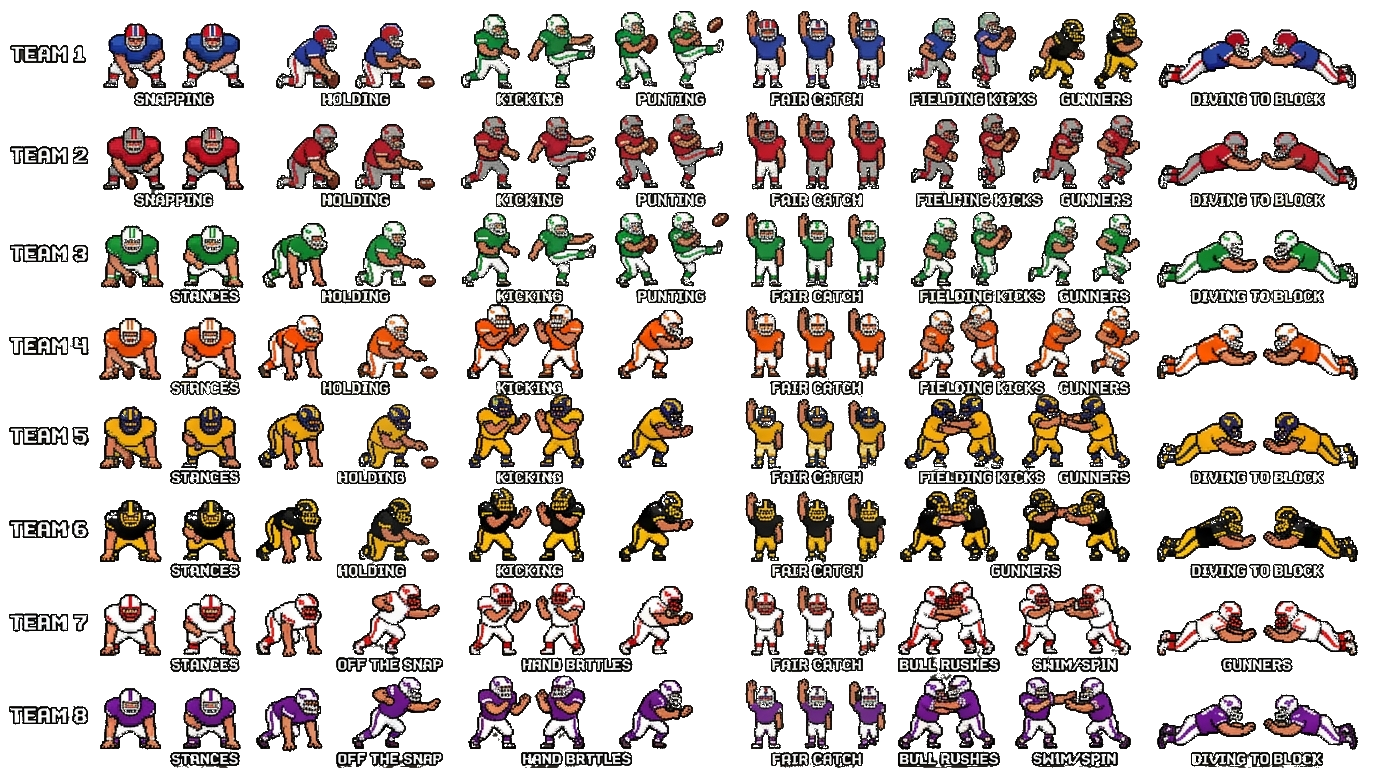 TEAM 1
SNAPPING HOLDING KICKING PUNTING FAIR CATCH FIELDING KICKS GUNNERS DIVING TO BLOCK
TEAM 2
SNAPPING HOLDING KICKING PUNTING FAIR CATCH FIELDING KICKS GUNNERS DIVING TO BLOCK
TEAM 3
STANCES HOLDING KICKING PUNTING FAIR CATCH FIELDING KICKS GUNNERS DIVING TO BLOCK
TEAM 4
STANCES HOLDING KICKING FAIR CATCH FIELDING KICKS GUNNERS DIVING TO BLOCK
TEAM 5
STANCES HOLDING KICKING FAIR CATCH FIELDING KICKS GUNNERS DIVING TO BLOCK
TEAM 6
STANCES HOLDING KICKING FAIR CATCH GUNNERS DIVING TO BLOCK
TEAM 7
STANCES OFF THE SNAP HAND BATTLES FAIR CATCH BULL RUSHES SWIM/SPIN GUNNERS
TEAM 8
STANCES OFF THE SNAP HAND BATTLES FAIR CATCH BULL RUSHES SWIM/SPIN DIVING TO BLOCK